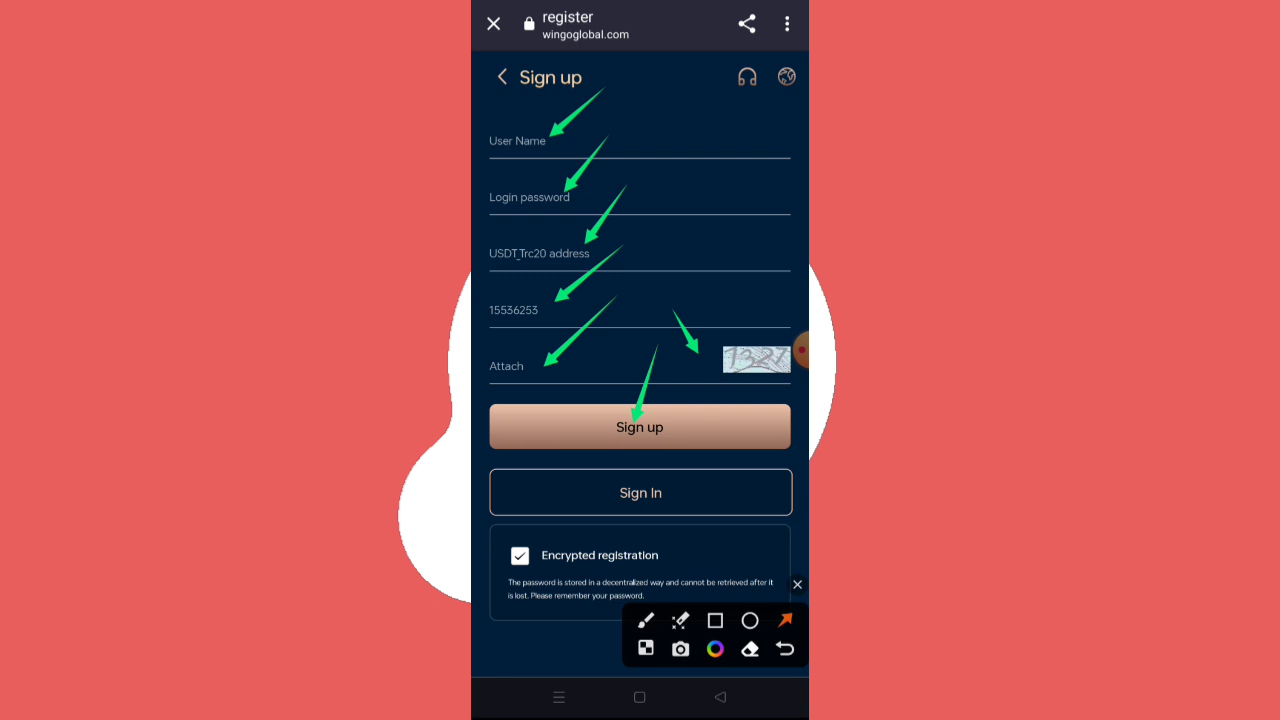 register
wingoglobal.com
Sign up
User Name
Login password
USDT_Trc20 address
15536253
Attach
1327
Sign up
Sign In
Encrypted registration
The password is stored in a decentralized way and cannot be retrieved after it
is lost. Please remember your password.